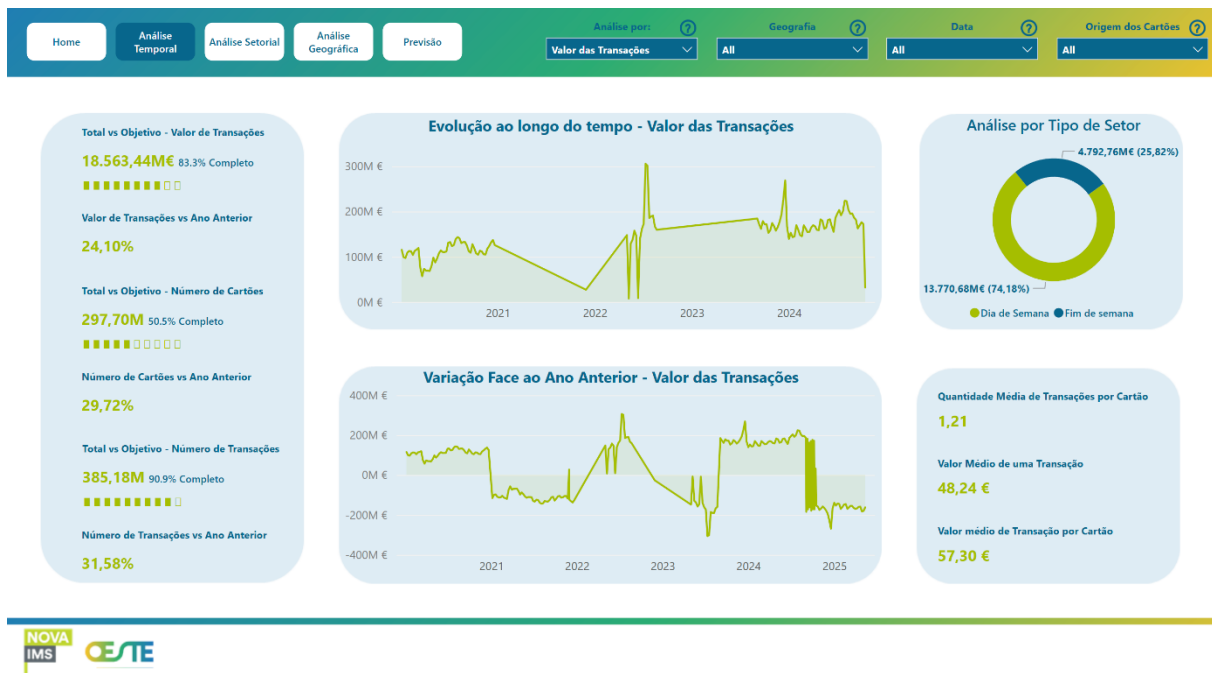 Home
Análise
Temporal
Análise Setorial
Análise
Geográfica
Previsão
Análise por:
?
Valor das Transações
Geografia
?
All
Data
?
All
Origem dos Cartões
?
All
Total vs Objetivo - Valor de Transações
18.563,44M€ 83.3% Completo
Valor de Transações vs Ano Anterior
24,10%
Total vs Objetivo - Número de Cartões
297,70M 50.5% Completo
Número de Cartões vs Ano Anterior
29,72%
Total vs Objetivo - Número de Transações
385,18M 90.9% Completo
Número de Transações vs Ano Anterior
31,58%
Evolução ao longo do tempo - Valor das Transações
300M €
200M €
100M €
0M €
2021 2022 2023 2024
Variação Face ao Ano Anterior - Valor das Transações
400M €
200M €
0M €
-200M €
-400M €
2021 2022 2023 2024 2025
Análise por Tipo de Setor
4.792,76M€ (25,82%)
13.770,68M€ (74,18%)
Dia de Semana Fim de semana
Quantidade Média de Transações por Cartão
1,21
Valor Médio de uma Transação
48,24 €
Valor médio de Transação por Cartão
57,30 €
NOVA
IMS
OESTE